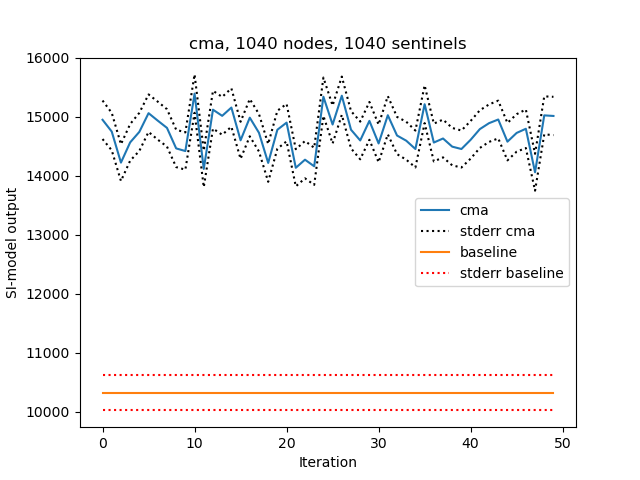 cma, 1040 nodes, 1040 sentinels
16000
15000
14000
13000
12000
11000
10000
SI-model output
cma
stderr cma
baseline
stderr baseline
0 10 20 30 40 50
Iteration